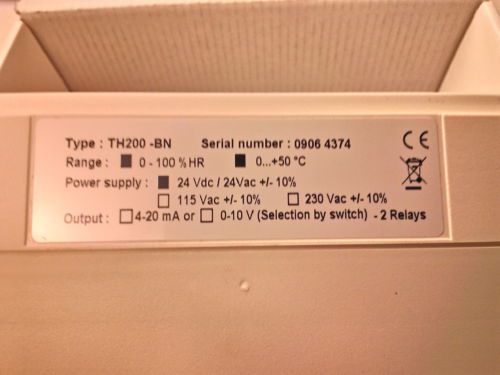 Type : TH200 -BN Serial number : 0906 4374
Range : ■ 0 - 100 % HR ■ 0...+50 °C
Power supply : ■ 24 Vdc / 24Vac +/- 10%
☐ 115 Vac +/- 10% ☐ 230 Vac +/- 10%
Output : ☐ 4-20 mA or ☐ 0-10 V (Selection by switch) - 2 Relays
CE